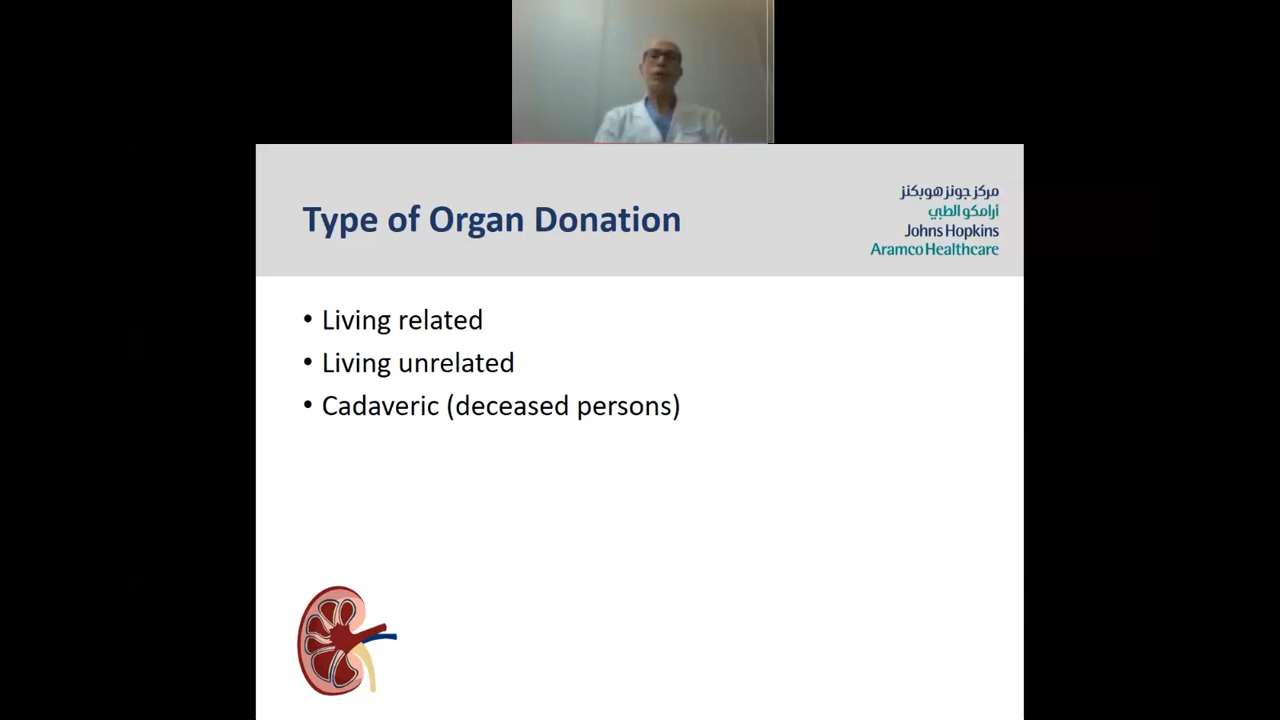 Type of Organ Donation
مركز جونز هوبكنز
أرامكو الطبي
Johns Hopkins
Aramco Healthcare
• Living related
• Living unrelated
• Cadaveric (deceased persons)